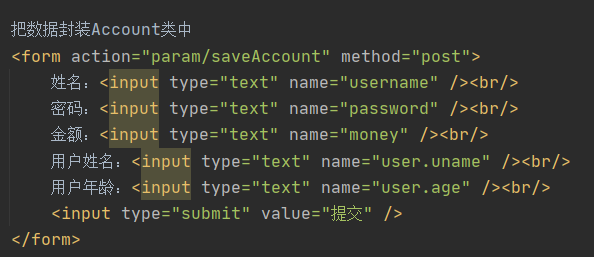 把数据封装Account类中
<form action="param/saveAccount" method="post">
姓名：<input type="text" name="username" /><br/>
密码：<input type="text" name="password" /><br/>
金额：<input type="text" name="money" /><br/>
用户姓名：<input type="text" name="user.uname" /><br/>
用户年龄：<input type="text" name="user.age" /><br/>
<input type="submit" value="提交" />
</form>